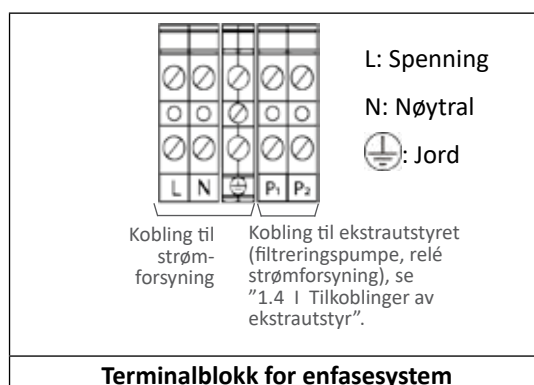 L: Spenning
N: Nøytral
: Jord
L N P₁ P₂
Kobling til
strøm-
forsyning
Kobling til ekstrautstyret
(filtreringspumpe, relé
strømforsyning), se
"1.4 I Tilkoblinger av
ekstrautstyr".
Terminalblokk for enfasesystem